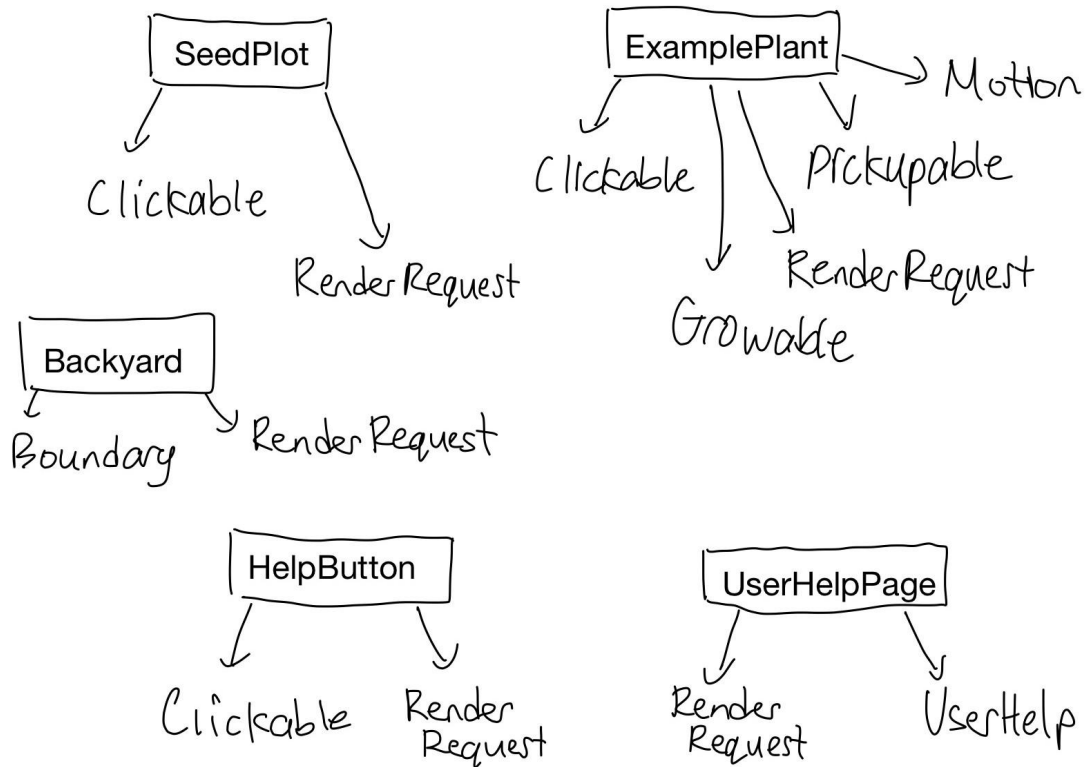 SeedPlot
Clickable
RenderRequest
ExamplePlant
Motion
Clickable
Pickupable
RenderRequest
Growable
Backyard
Boundary
RenderRequest
HelpButton
Clickable
Render
Request
UserHelpPage
Render
Request
UserHelp